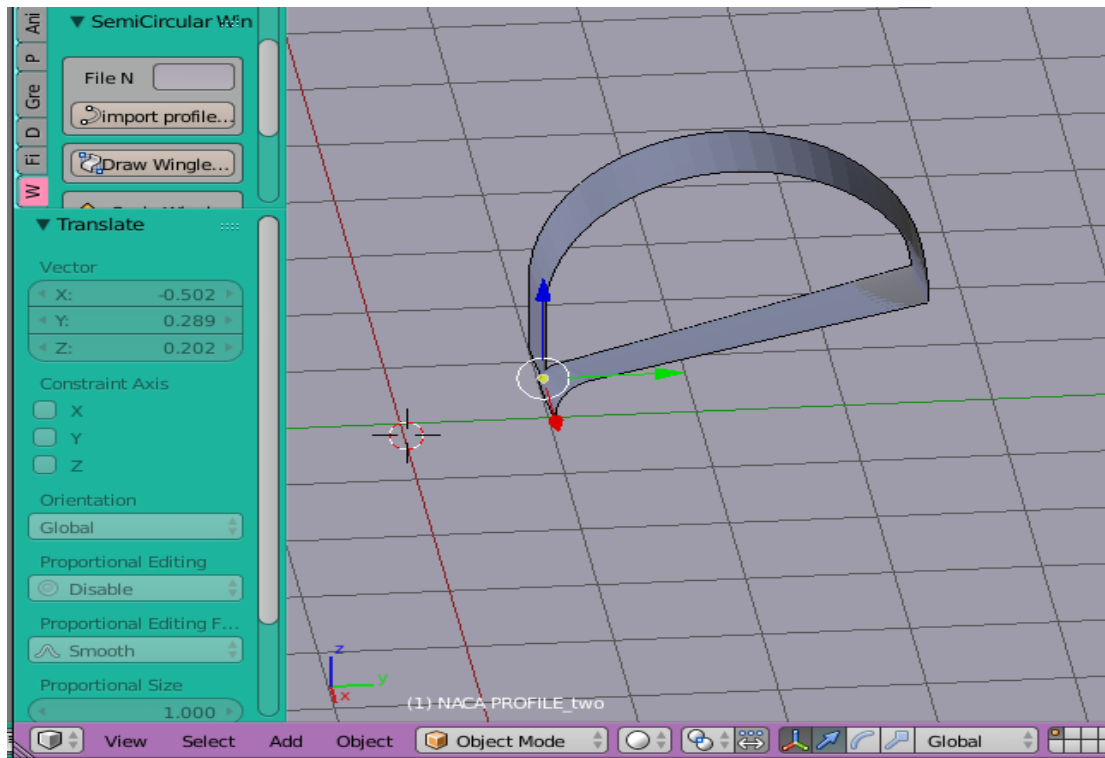 Ani
P
Gre
D
Fi
W
SemiCircular Win
File N
import profile...
Draw Wingle...
Translate
Vector
X: -0.502
Y: 0.289
Z: 0.202
Constraint Axis
X
Y
Z
Orientation
Global
Proportional Editing
Disable
Proportional Editing F...
Smooth
Proportional Size
1.000
z
y
x
(1) NACA PROFILE_two
View Select Add Object Object Mode Global